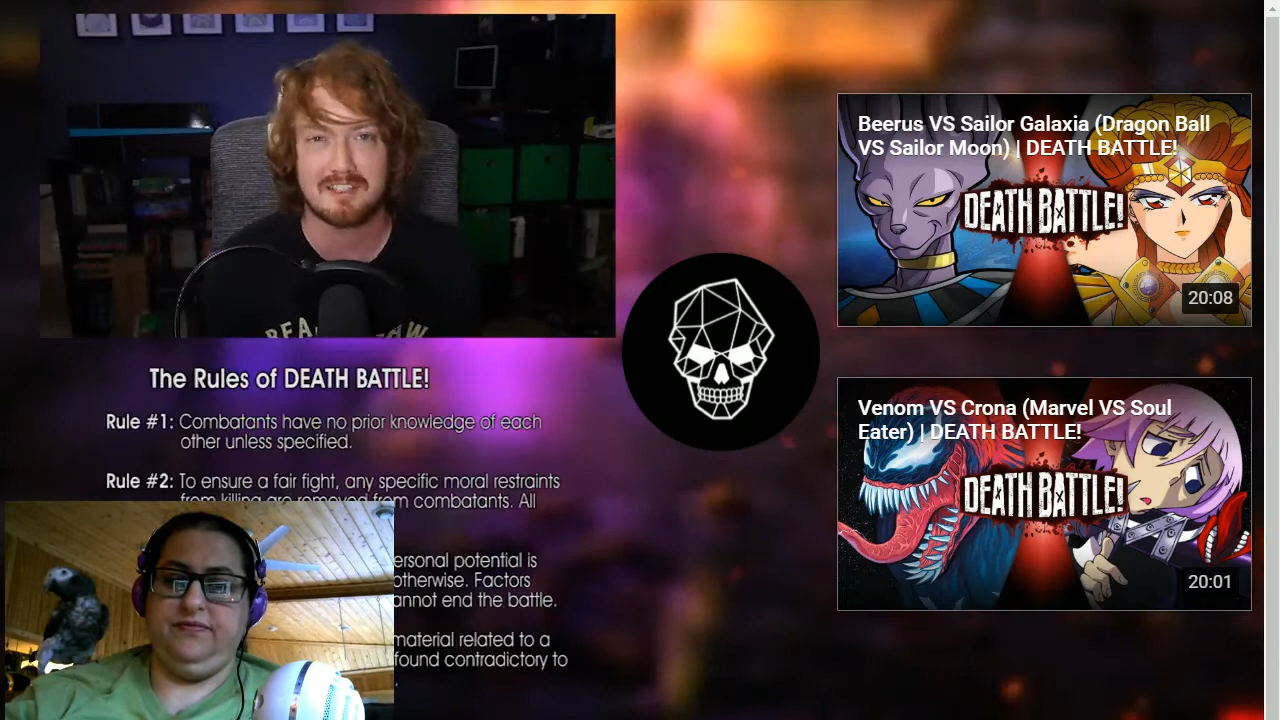 BEA
AW
The Rules of DEATH BATTLE!
Rule #1: Combatants have no prior knowledge of each
other unless specified.
Rule #2: To ensure a fair fight, any specific moral restraints
from killing are removed from combatants. All
ersonal potential is
otherwise. Factors
annot end the battle.
material related to a
found contradictory to
Beerus VS Sailor Galaxia (Dragon Ball
VS Sailor Moon) | DEATH BATTLE!
DEATH BATTLE!
20:08
Venom VS Crona (Marvel VS Soul
Eater) | DEATH BATTLE!
DEATH BATTLE!
20:01